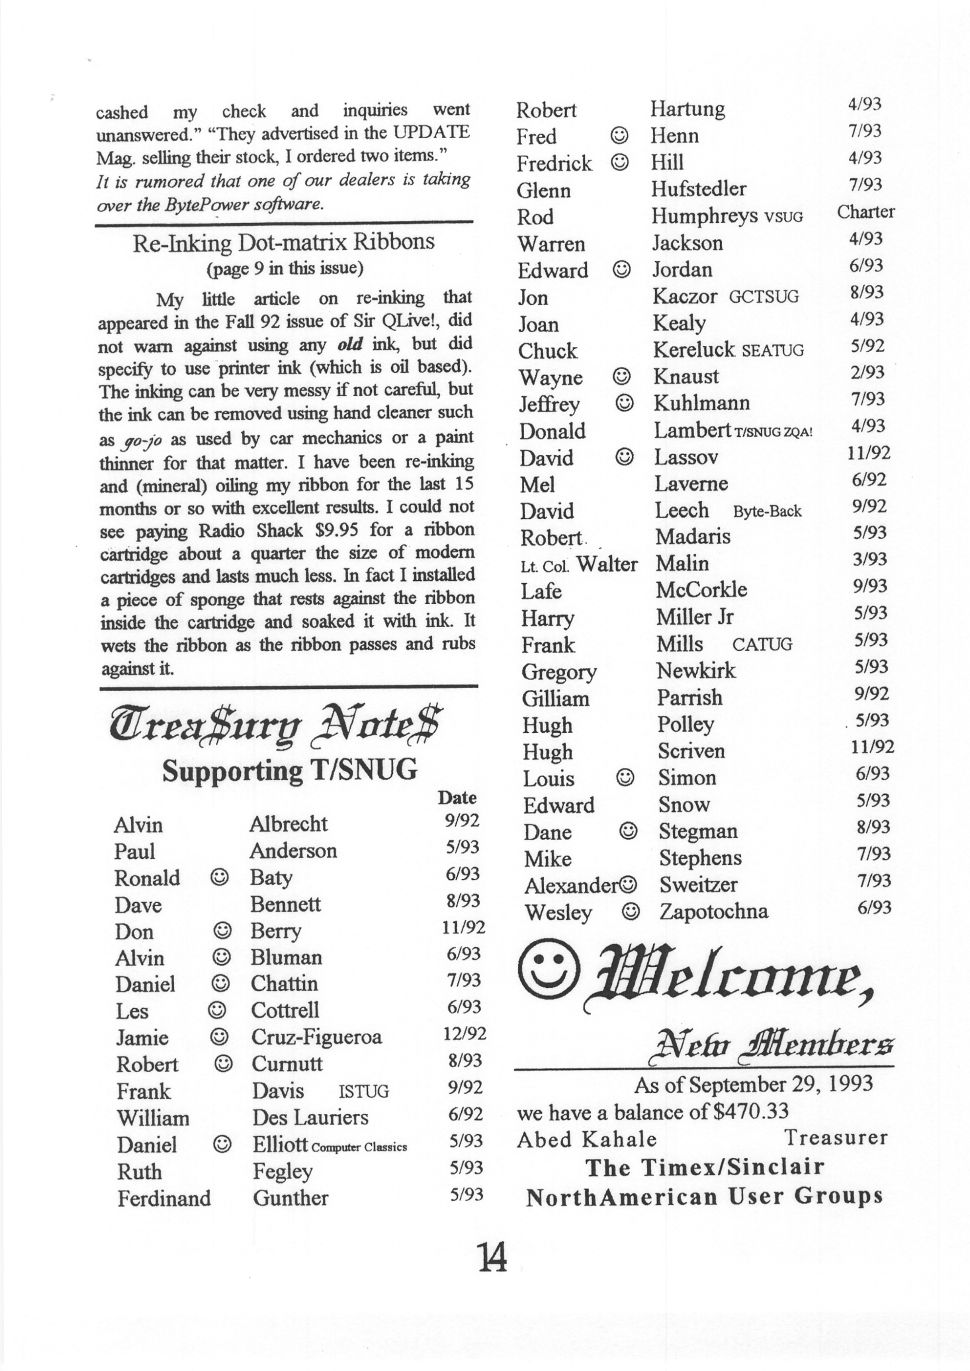 cashed my check and inquiries went
unanswered.” “They advertised in the UPDATE
Mag. selling their stock, I ordered two items.”
It is rumored that one of our dealers is taking
over the BytePower software.
Re-Inking Dot-matrix Ribbons
(page 9 in this issue)
My little article on re-inking that
appeared in the Fall 92 issue of Sir QLive!, did
not warn against using any old ink, but did
specify to use printer ink (which is oil based).
The inking can be very messy if not careful, but
the ink can be removed using hand cleaner such
as go-jo as used by car mechanics or a paint
thinner for that matter. I have been re-inking
and (mineral) oiling my ribbon for the last 15
months or so with excellent results. I could not
see paying Radio Shack $9.95 for a ribbon
cartridge about a quarter the size of modern
cartridges and lasts much less. In fact I installed
a piece of sponge that rests against the ribbon
inside the cartridge and soaked it with ink. It
wets the ribbon as the ribbon passes and rubs
against it.
Trea$ury Note$
Supporting T/SNUG
Date
Alvin Albrecht 9/92
Paul Anderson 5/93
Ronald ☺ Baty 6/93
Dave Bennett 8/93
Don ☺ Berry 11/92
Alvin ☺ Bluman 6/93
Daniel ☺ Chattin 7/93
Les ☺ Cottrell 6/93
Jamie ☺ Cruz-Figueroa 12/92
Robert ☺ Curnutt 8/93
Frank Davis ISTUG 9/92
William Des Lauriers 6/92
Daniel ☺ Elliott Computer Classics 5/93
Ruth Fegley 5/93
Ferdinand Gunther 5/93
Robert Hartung 4/93
Fred ☺ Henn 7/93
Fredrick ☺ Hill 4/93
Glenn Hufstedler 7/93
Rod Humphreys VSUG Charter
Warren Jackson 4/93
Edward ☺ Jordan 6/93
Jon Kaczor GCTSUG 8/93
Joan Kealy 4/93
Chuck Kereluck SEATUG 5/92
Wayne ☺ Knaust 2/93
Jeffrey ☺ Kuhlmann 7/93
Donald Lambert T/SNUG ZQA! 4/93
David ☺ Lassov 11/92
Mel Laverne 6/92
David Leech Byte-Back 9/92
Robert Madaris 5/93
Lt. Col. Walter Malin 3/93
Lafe McCorkle 9/93
Harry Miller Jr 5/93
Frank Mills CATUG 5/93
Gregory Newkirk 5/93
Gilliam Parrish 9/92
Hugh Polley 5/93
Hugh Scriven 11/92
Louis ☺ Simon 6/93
Edward Snow 5/93
Dane ☺ Stegman 8/93
Mike Stephens 7/93
Alexander☺ Sweitzer 7/93
Wesley ☺ Zapotochna 6/93
☺ Welcome,
New Members
As of September 29, 1993
we have a balance of $470.33
Abed Kahale Treasurer
The Timex/Sinclair
NorthAmerican User Groups
14